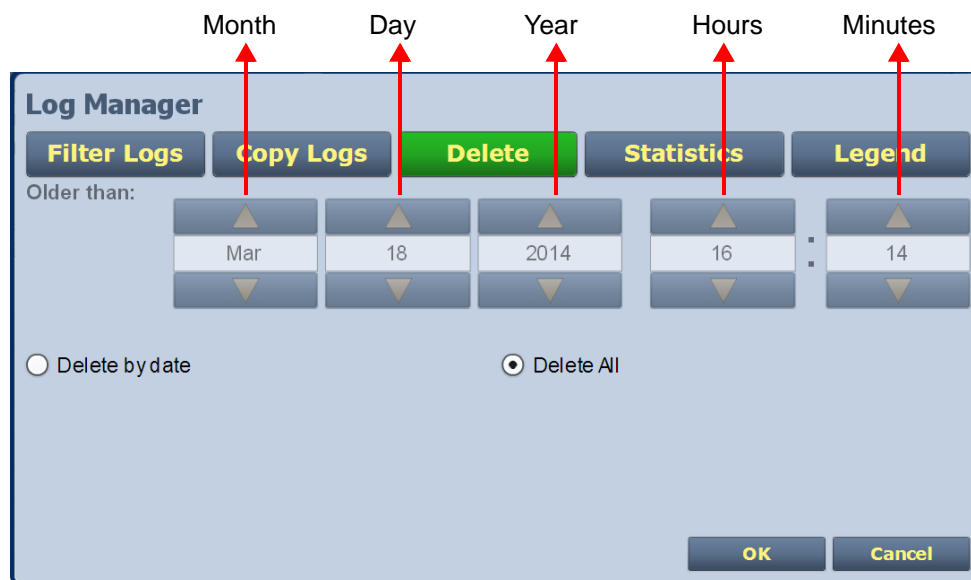 Month Day Year Hours Minutes
Log Manager
Filter Logs Copy Logs Delete Statistics Legend
Older than:
Mar 18 2014 16 : 14
Delete by date Delete All
OK Cancel